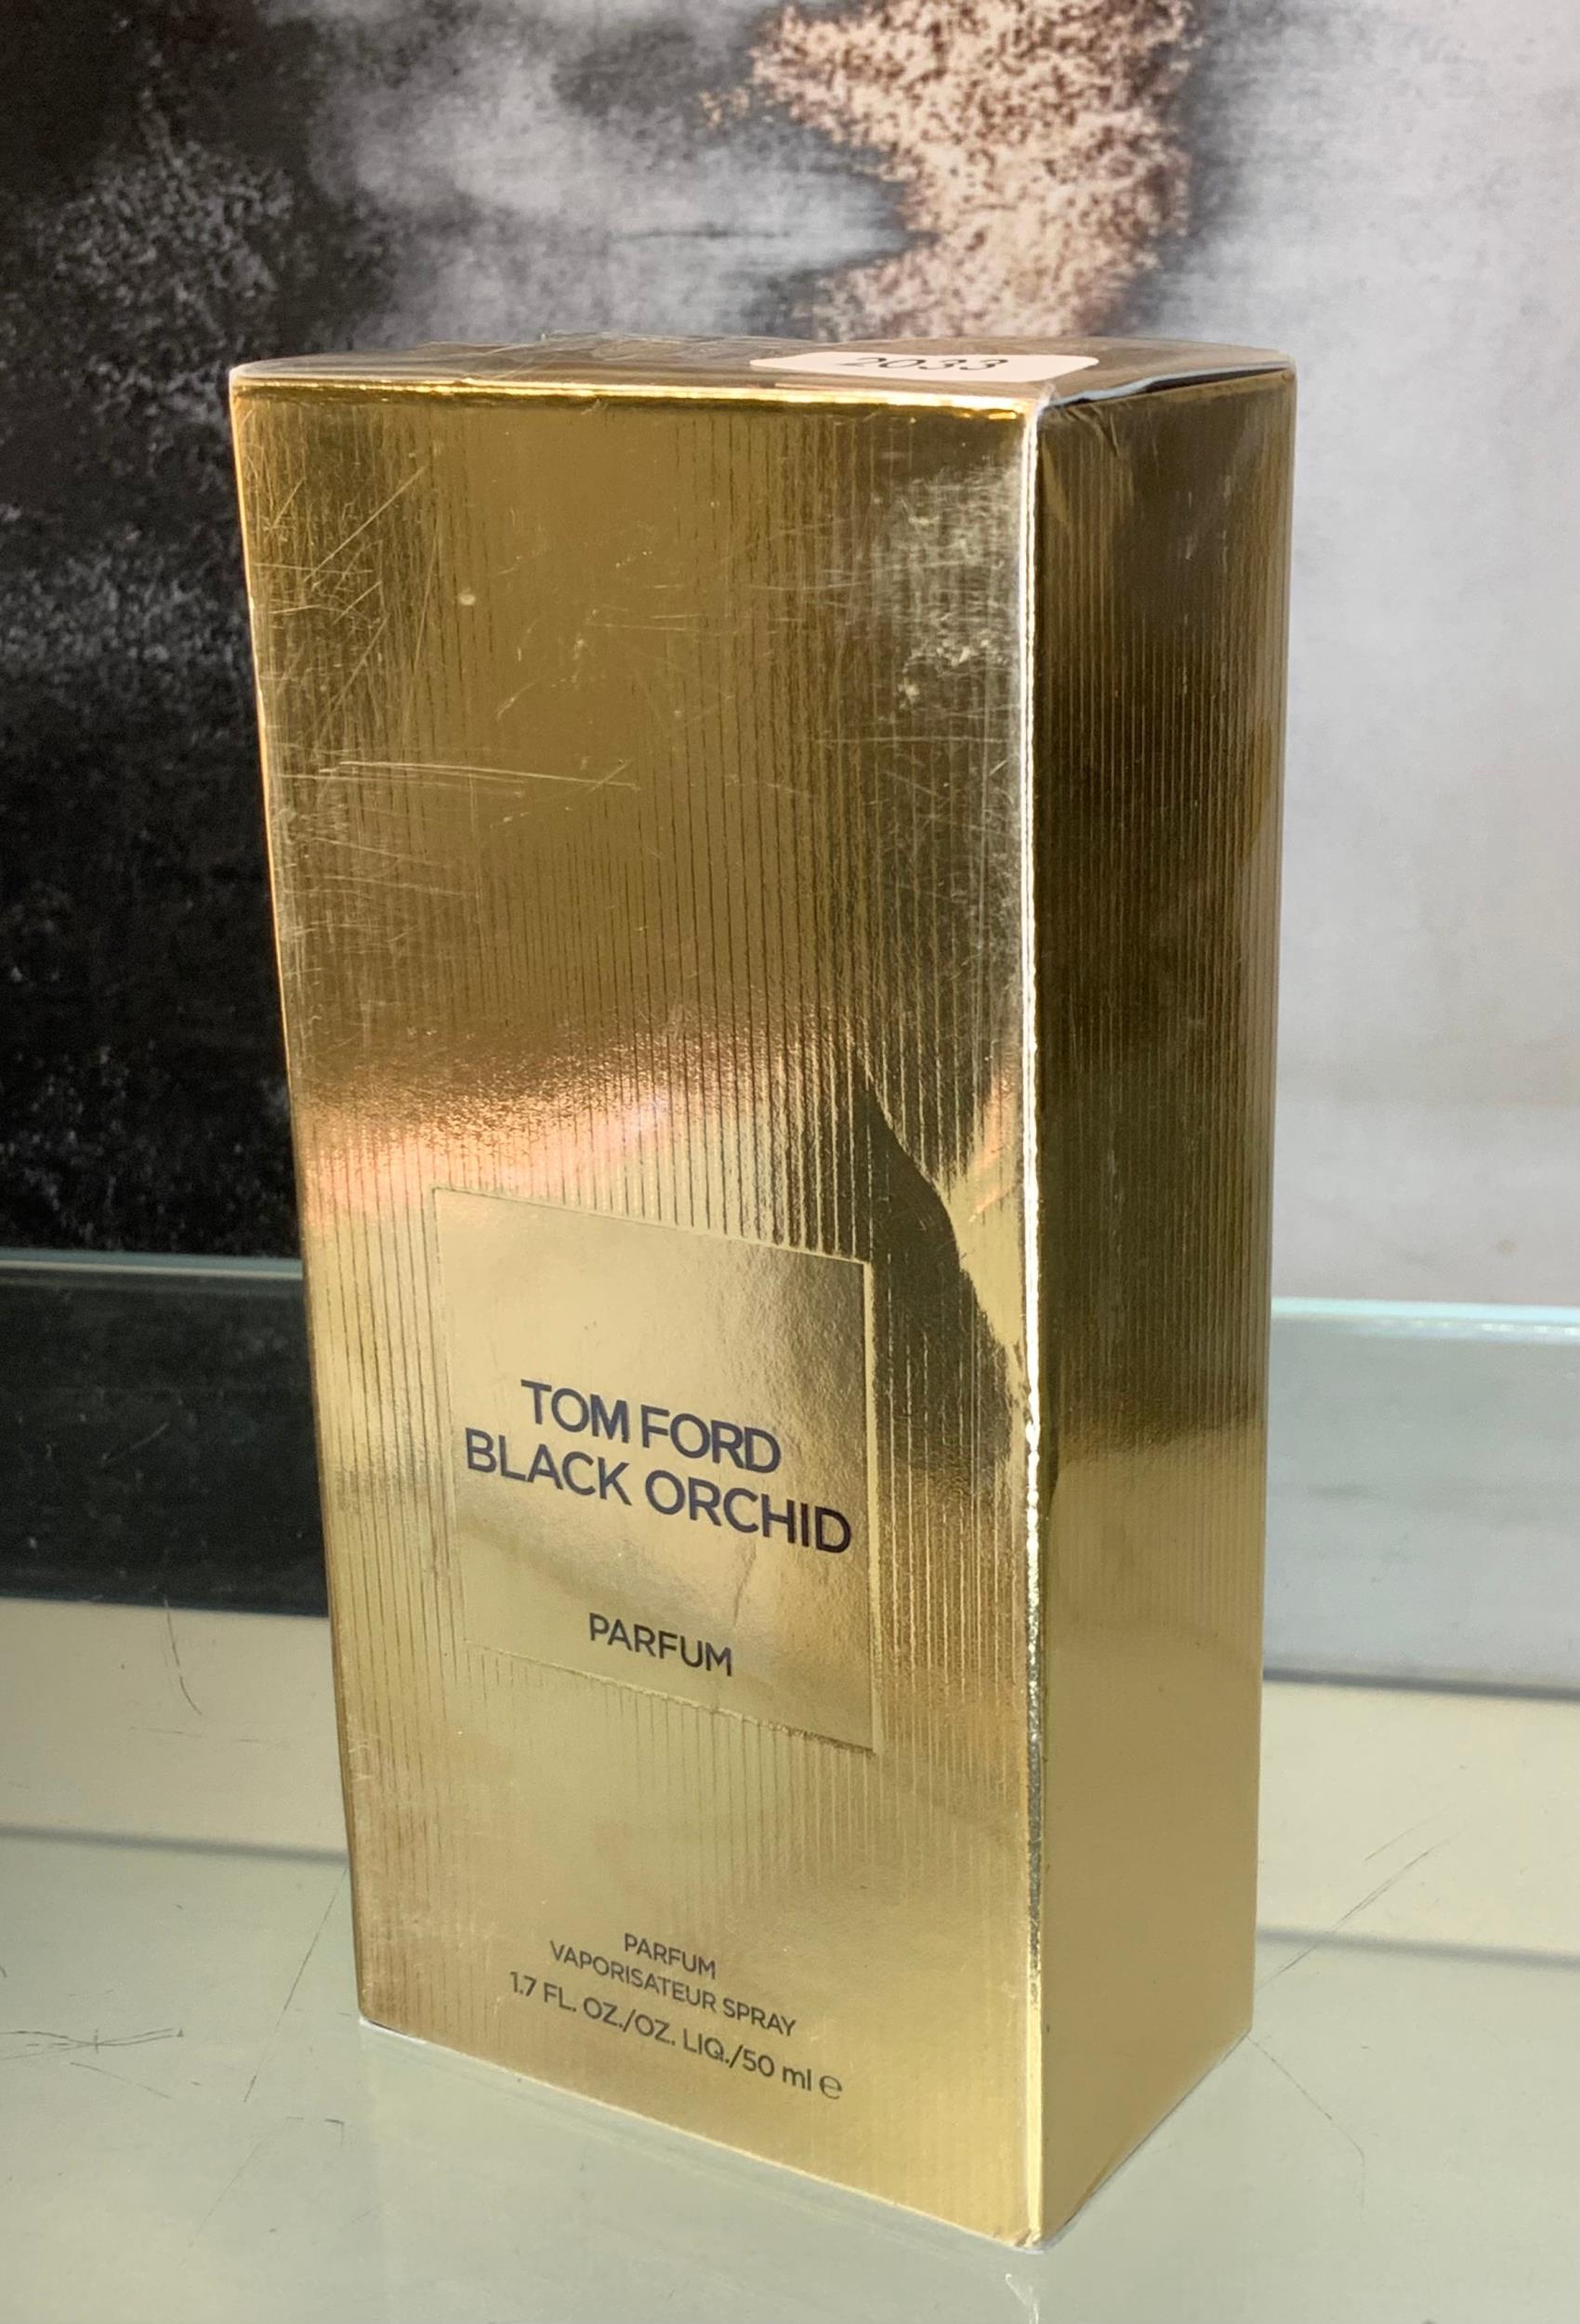 2033
TOM FORD
BLACK ORCHID
PARFUM
PARFUM
VAPORISATEUR SPRAY
1.7 FL. OZ./OZ. LIQ./50 ml ℮